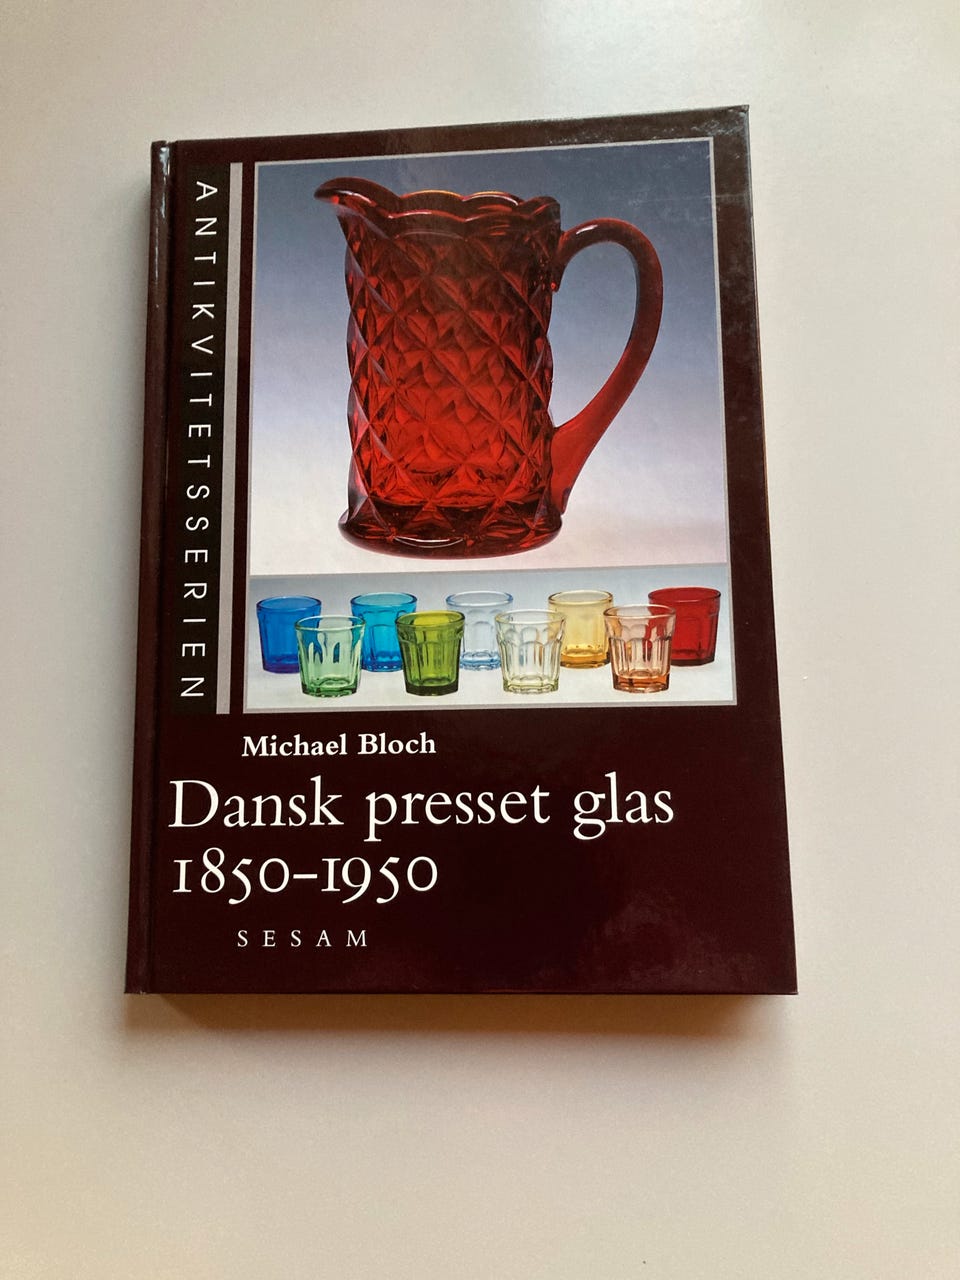 ANTIKVITETSSERIEN
Michael Bloch
Dansk presset glas
1850–1950
SESAM